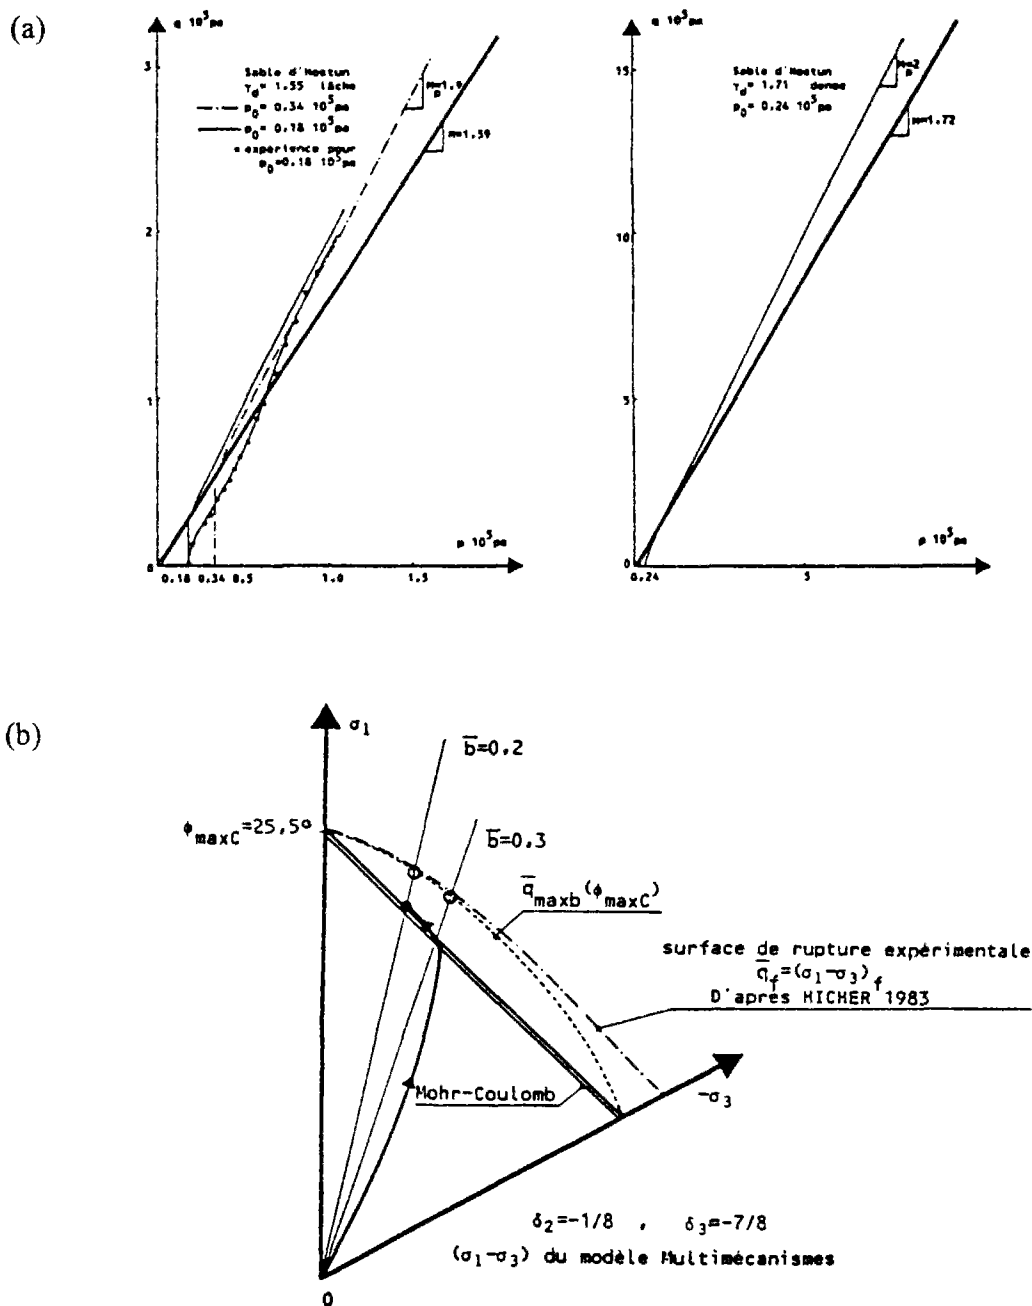 (a)
q 10⁵pa
3
Sable d'Hostun
γd= 1.55 lâche
p₀= 0.34 10⁵pa
p₀= 0.18 10⁵pa
* expérience pour
p₀=0.18 10⁵pa
Mp=1.9
M=1.59
2
1
0
0.18 0.34 0.5 1.0 1.5
p 10⁵pa
q 10⁵pa
15
Sable d'Hostun
γd= 1.71 dense
p₀= 0.24 10⁵pa
Mp=2
M=1.72
10
5
0
0.24 5
p 10⁵pa
(b)
σ₁
b̅=0,2
ϕmaxC=25,5°
b̅=0,3
q̅maxb(ϕmaxC)
surface de rupture expérimentale
q̅f=(σ₁-σ₃)f
D'après HICHER 1983
Mohr-Coulomb
-σ₃
δ₂=-1/8 , δ₃=-7/8
(σ₁-σ₃) du modèle Multimécanismes
0